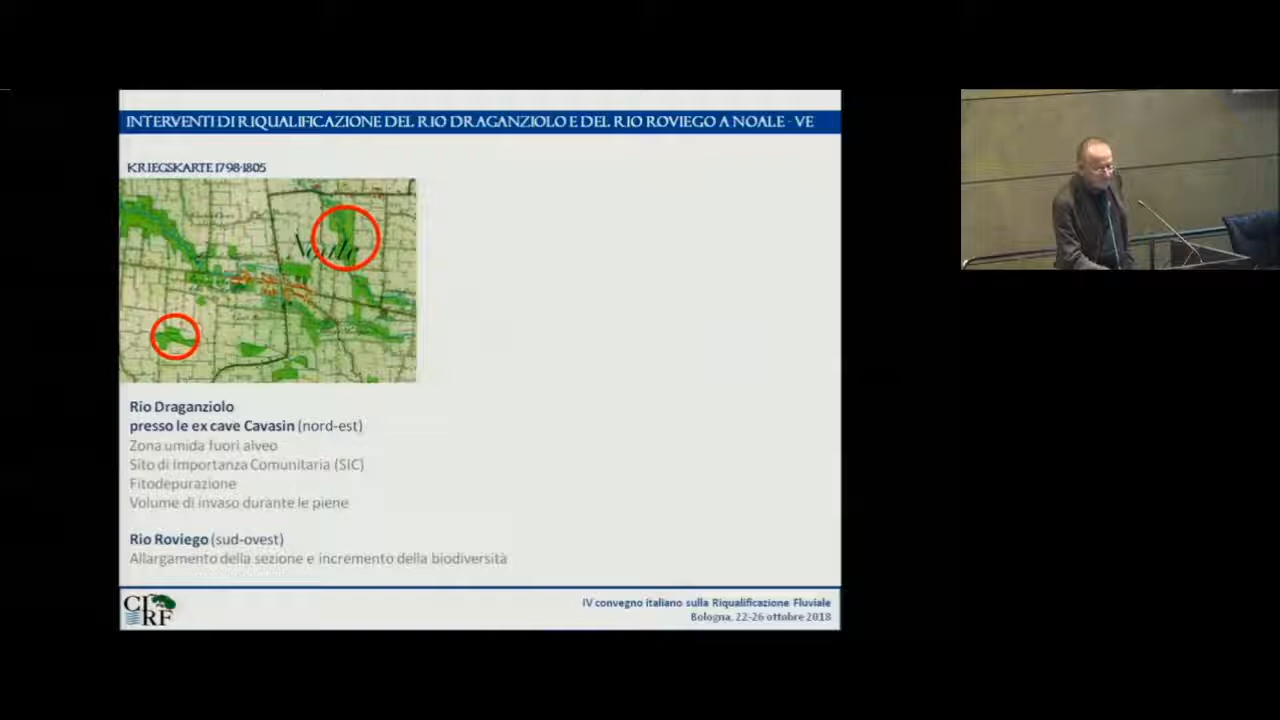 INTERVENTI DI RIQUALIFICAZIONE DEL RIO DRAGANZIOLO E DEL RIO ROVIEGO A NOALE - VE
KRIEGSKARTE 1798-1805
Noale
Rio Draganziolo
presso le ex cave Cavasin (nord-est)
Zona umida fuori alveo
Sito di Importanza Comunitaria (SIC)
Fitodepurazione
Volume di invaso durante le piene
Rio Roviego (sud-ovest)
Allargamento della sezione e incremento della biodiversità
CIRF
IV convegno italiano sulla Riqualificazione Fluviale
Bologna, 22-26 ottobre 2018